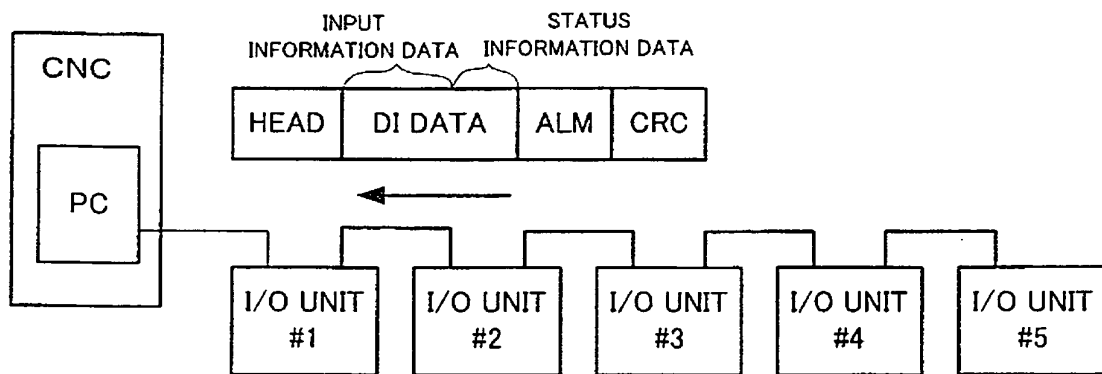 INPUT
INFORMATION DATA
STATUS
INFORMATION DATA
CNC
HEAD DI DATA ALM CRC
PC
I/O UNIT
#1
I/O UNIT
#2
I/O UNIT
#3
I/O UNIT
#4
I/O UNIT
#5